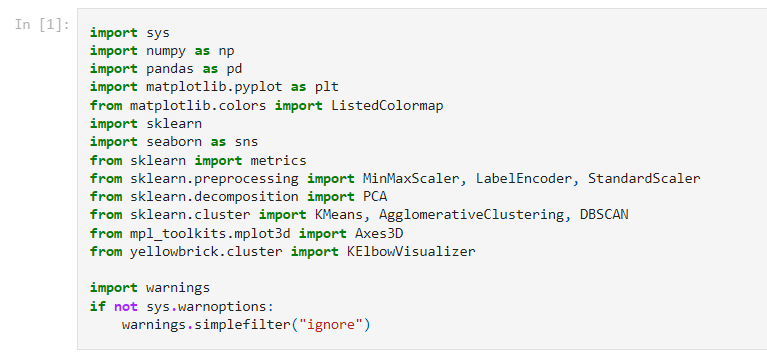 In [1]:
import sys
import numpy as np
import pandas as pd
import matplotlib.pyplot as plt
from matplotlib.colors import ListedColormap
import sklearn
import seaborn as sns
from sklearn import metrics
from sklearn.preprocessing import MinMaxScaler, LabelEncoder, StandardScaler
from sklearn.decomposition import PCA
from sklearn.cluster import KMeans, AgglomerativeClustering, DBSCAN
from mpl_toolkits.mplot3d import Axes3D
from yellowbrick.cluster import KElbowVisualizer

import warnings
if not sys.warnoptions:
    warnings.simplefilter("ignore")